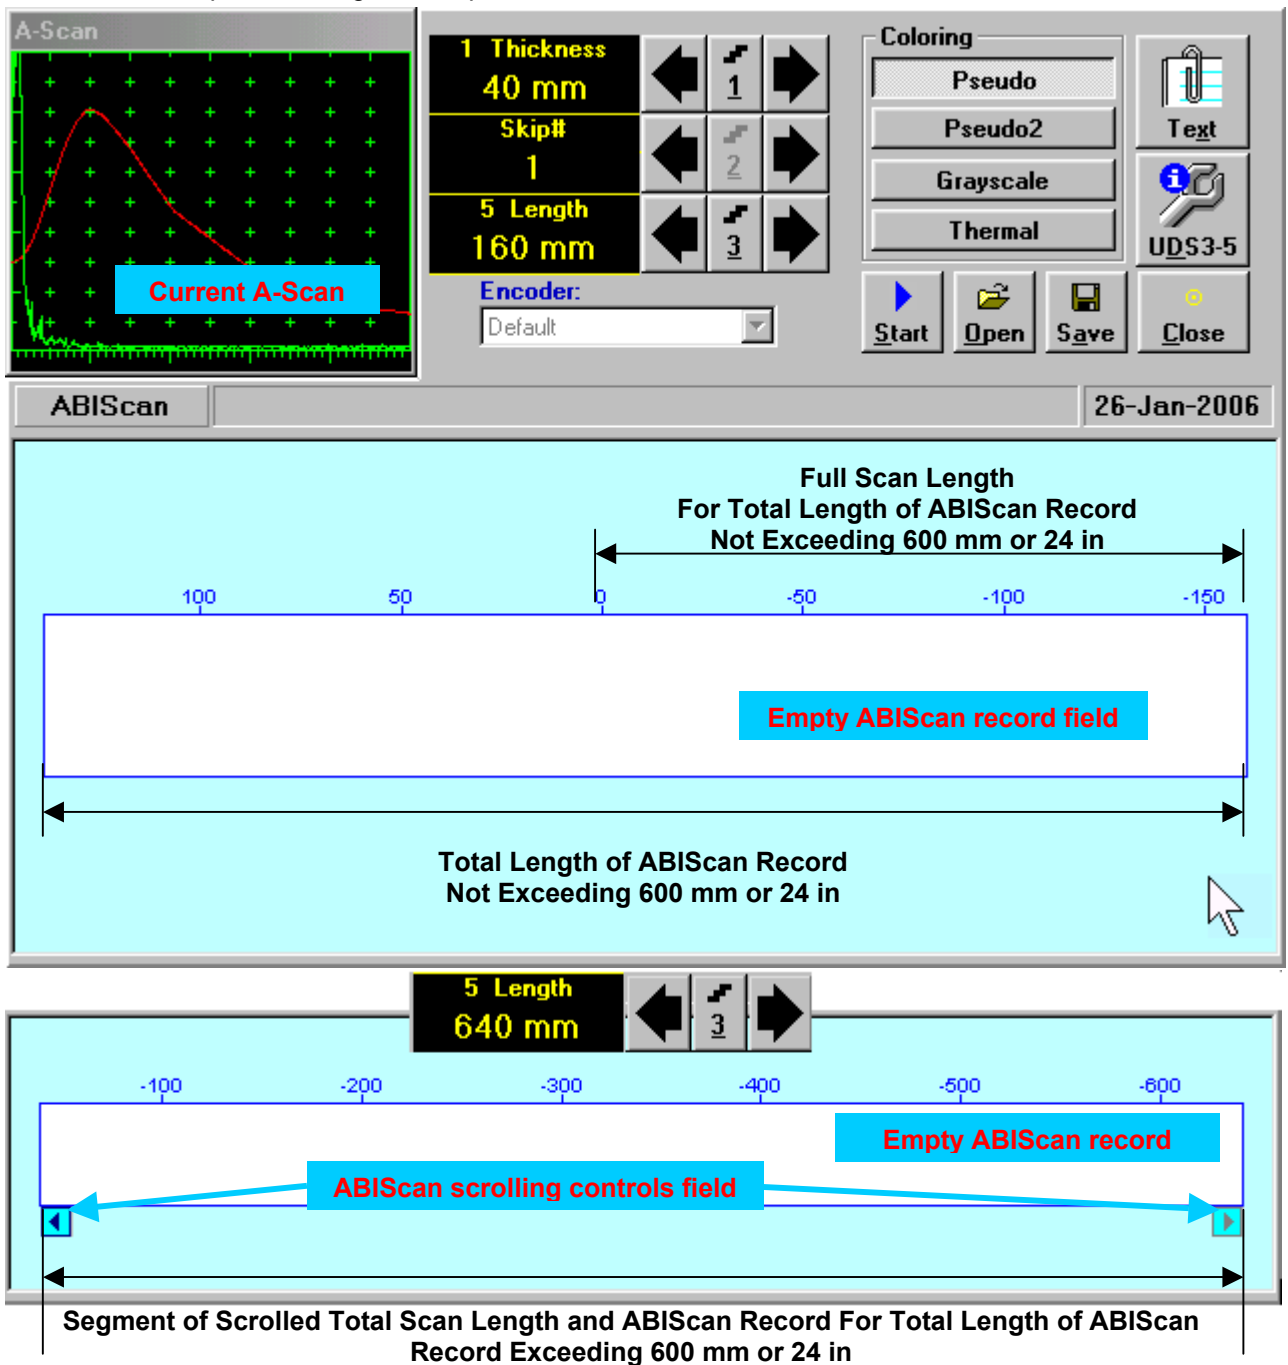 A-Scan
Current A-Scan
1 Thickness
40 mm
1
Skip#
1
2
5 Length
160 mm
3
Encoder:
Default
Coloring
Pseudo
Pseudo2
Grayscale
Thermal
Text
UDS3-5
Start
Open
Save
Close
ABIScan
26-Jan-2006
Full Scan Length
For Total Length of ABIScan Record
Not Exceeding 600 mm or 24 in
100 50 0 -50 -100 -150
Empty ABIScan record field
Total Length of ABIScan Record
Not Exceeding 600 mm or 24 in
5 Length
640 mm
3
-100 -200 -300 -400 -500 -600
Empty ABIScan record
ABIScan scrolling controls field
Segment of Scrolled Total Scan Length and ABIScan Record For Total Length of ABIScan
Record Exceeding 600 mm or 24 in